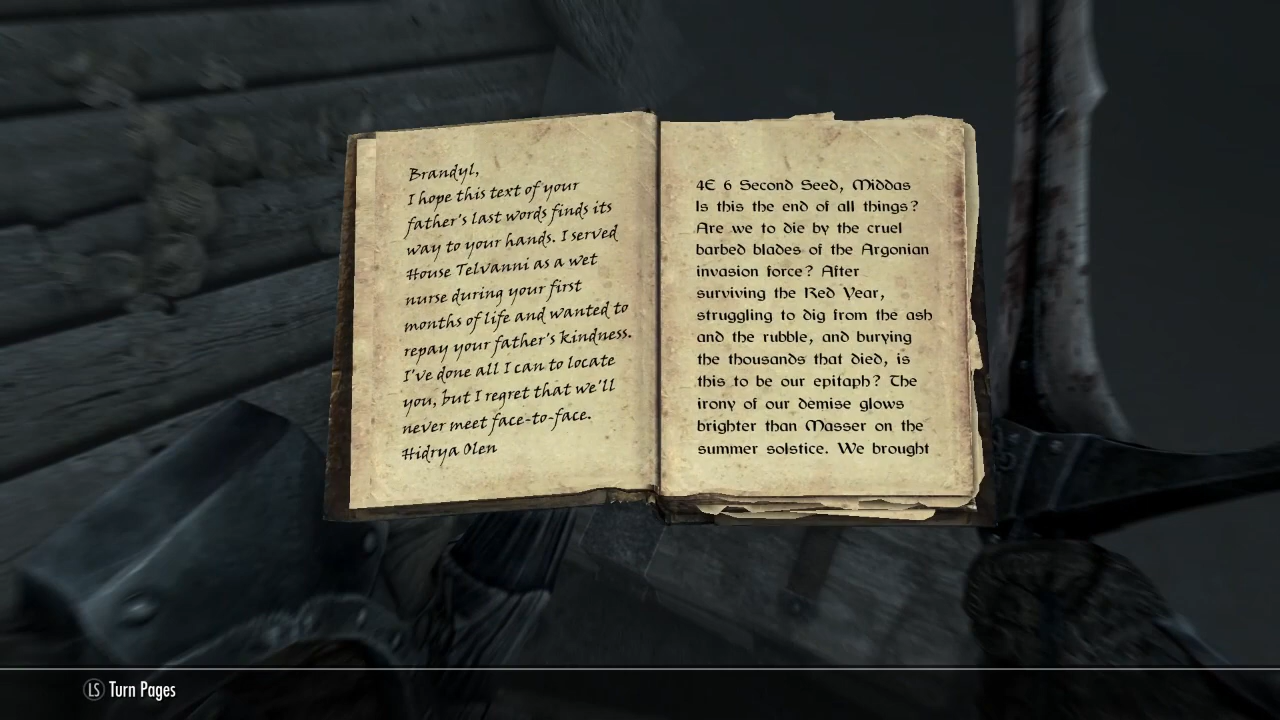 Brandyl,
I hope this text of your
father's last words finds its
way to your hands. I served
House Telvanni as a wet
nurse during your first
months of life and wanted to
repay your father's kindness.
I've done all I can to locate
you, but I regret that we'll
never meet face-to-face.
Hidrya Olen
4E 6 Second Seed, Middas
Is this the end of all things?
Are we to die by the cruel
barbed blades of the Argonian
invasion force? After
surviving the Red Year,
struggling to dig from the ash
and the rubble, and burying
the thousands that died, is
this to be our epitaph? The
irony of our demise glows
brighter than Masser on the
summer solstice. We brought
LS Turn Pages